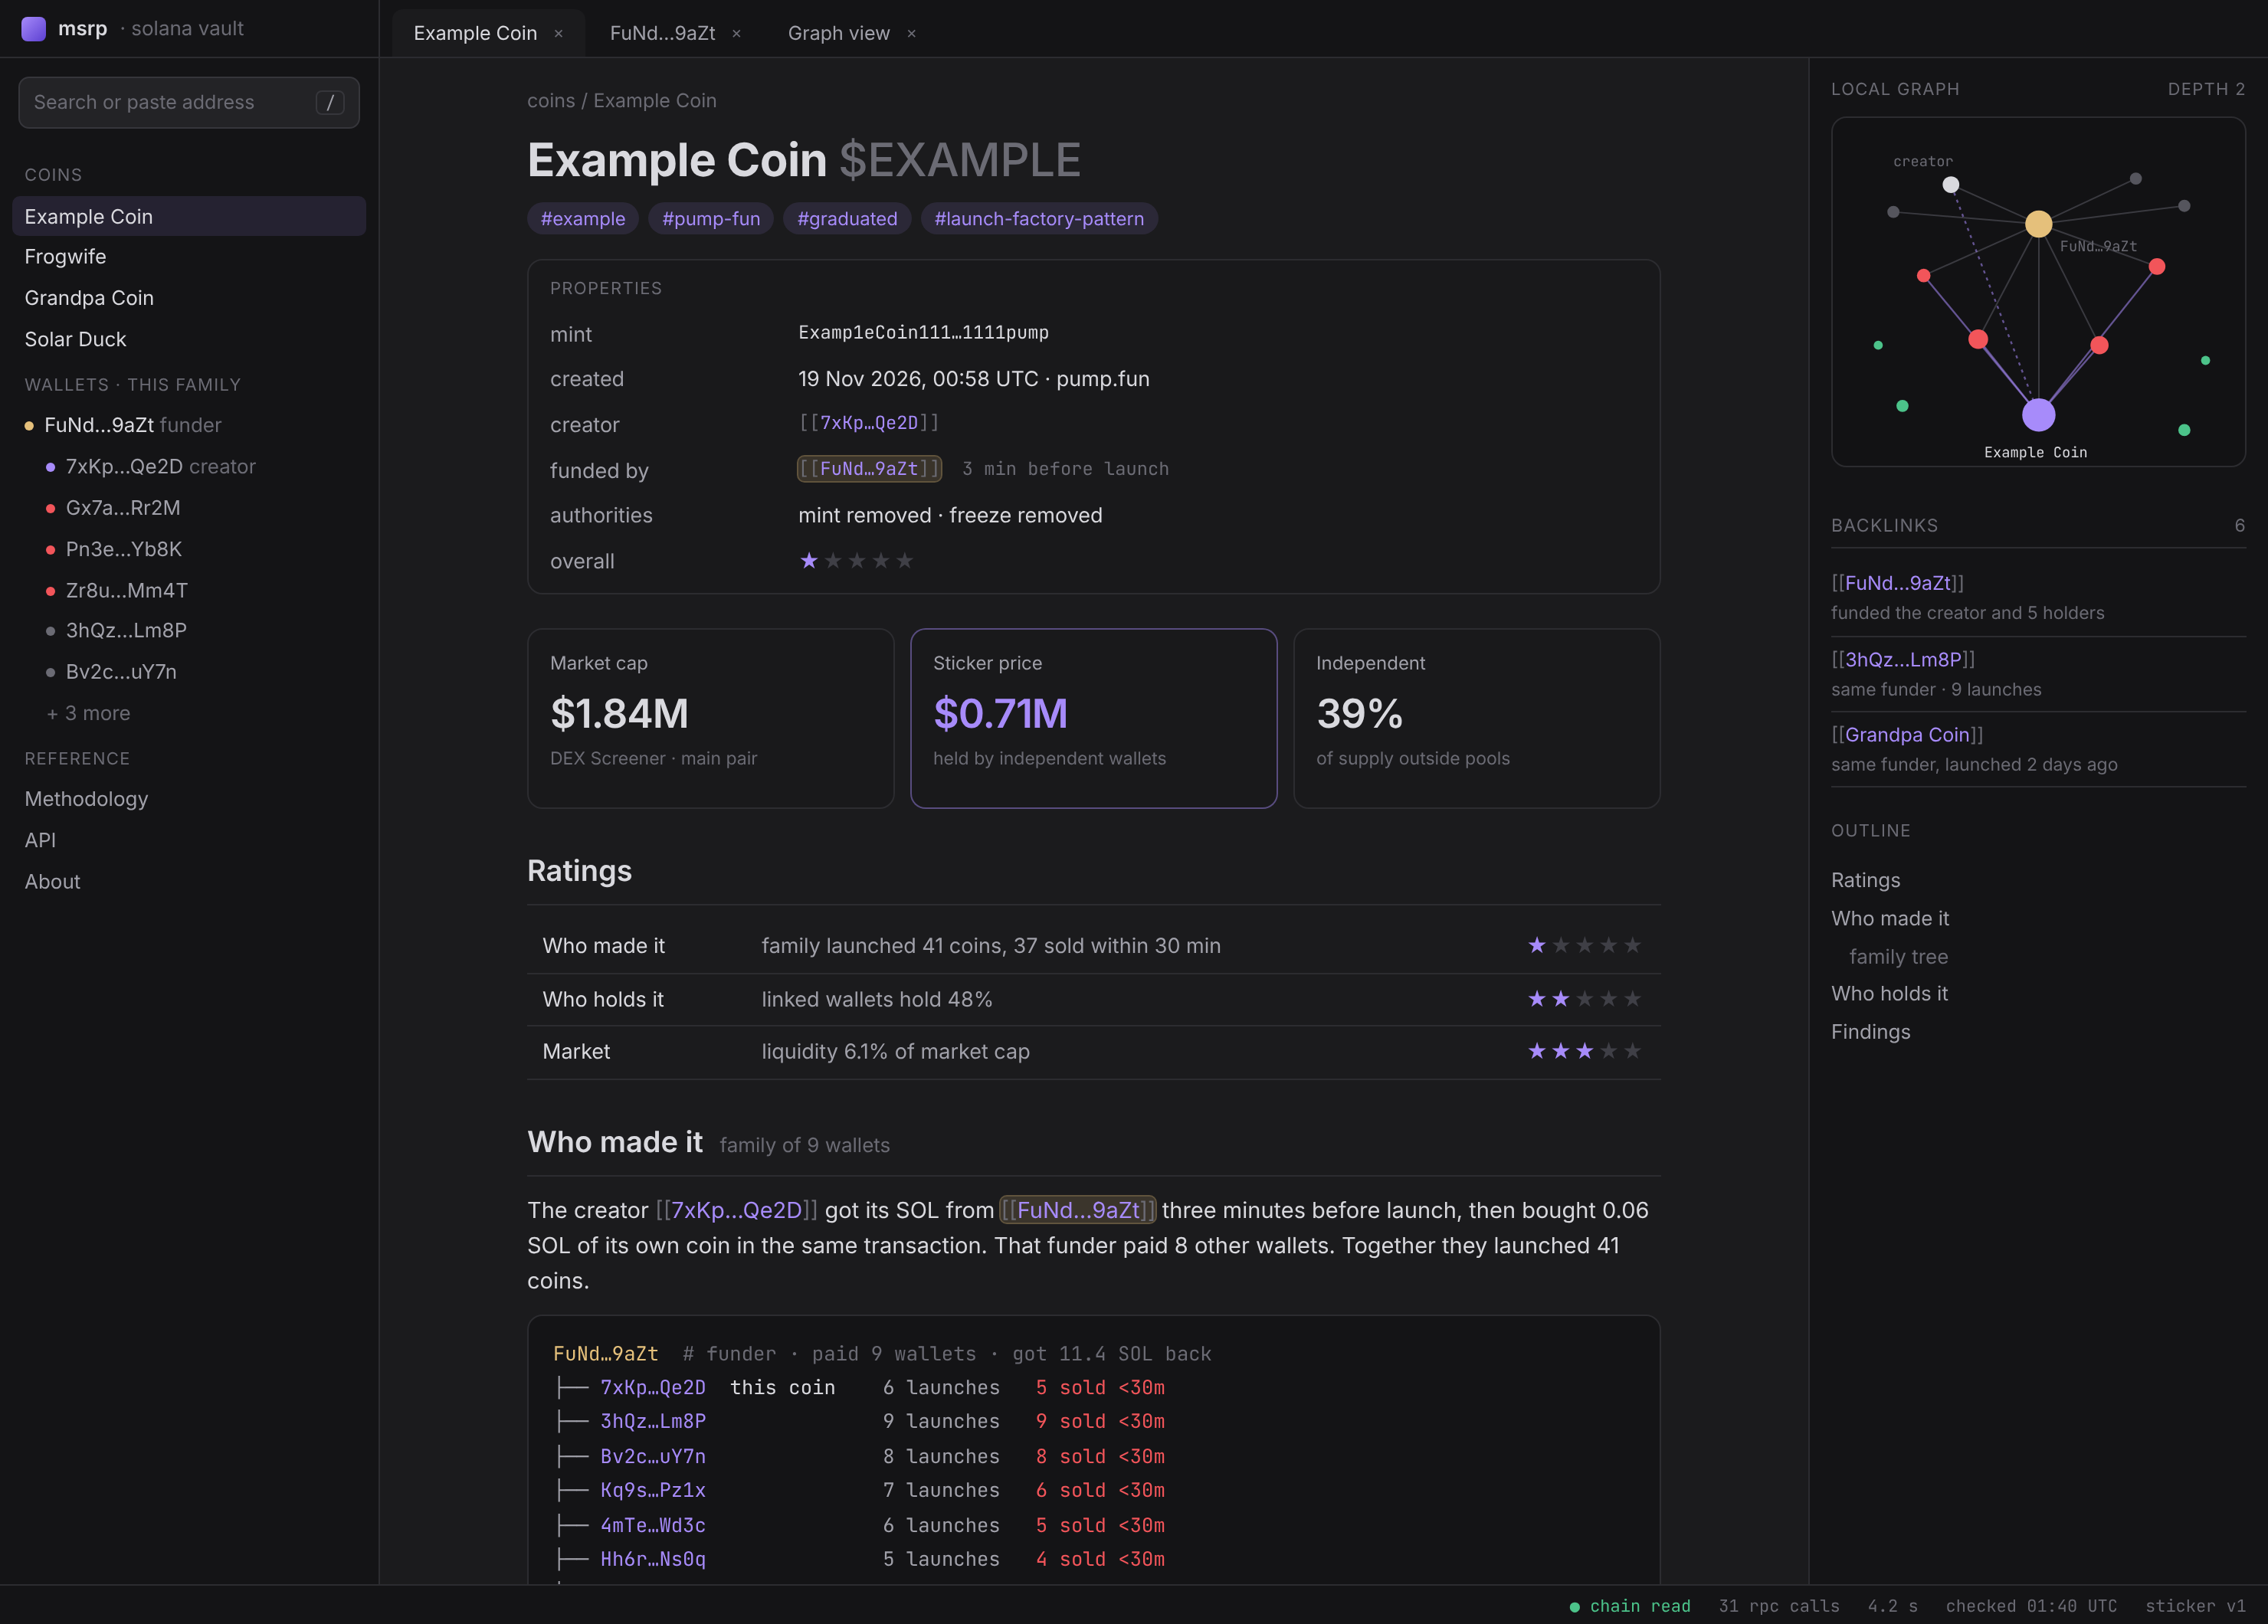 msrp · solana vault
Example Coin ×
FuNd…9aZt ×
Graph view ×
Search or paste address /
COINS
Example Coin
Frogwife
Grandpa Coin
Solar Duck
WALLETS · THIS FAMILY
FuNd…9aZt funder
7xKp…Qe2D creator
Gx7a…Rr2M
Pn3e…Yb8K
Zr8u…Mm4T
3hQz…Lm8P
Bv2c…uY7n
+ 3 more
REFERENCE
Methodology
API
About
coins / Example Coin
Example Coin $EXAMPLE
#example #pump-fun #graduated #launch-factory-pattern
PROPERTIES
mint Examp1eCoin111…1111pump
created 19 Nov 2026, 00:58 UTC · pump.fun
creator [[7xKp…Qe2D]]
funded by [[FuNd…9aZt]] 3 min before launch
authorities mint removed · freeze removed
overall ★★★★★
Market cap
$1.84M
DEX Screener · main pair
Sticker price
$0.71M
held by independent wallets
Independent
39%
of supply outside pools
Ratings
Who made it family launched 41 coins, 37 sold within 30 min ★★★★★
Who holds it linked wallets hold 48% ★★★★★
Market liquidity 6.1% of market cap ★★★★★
Who made it family of 9 wallets
The creator [[7xKp…Qe2D]] got its SOL from [[FuNd…9aZt]] three minutes before launch, then bought 0.06
SOL of its own coin in the same transaction. That funder paid 8 other wallets. Together they launched 41
coins.
FuNd…9aZt # funder · paid 9 wallets · got 11.4 SOL back
├── 7xKp…Qe2D this coin 6 launches 5 sold <30m
├── 3hQz…Lm8P 9 launches 9 sold <30m
├── Bv2c…uY7n 8 launches 8 sold <30m
├── Kq9s…Pz1x 7 launches 6 sold <30m
├── 4mTe…Wd3c 6 launches 5 sold <30m
├── Hh6r…Ns0q 5 launches 4 sold <30m
LOCAL GRAPH DEPTH 2
creator
FuNd…9aZt
Example Coin
BACKLINKS 6
[[FuNd…9aZt]]
funded the creator and 5 holders
[[3hQz…Lm8P]]
same funder · 9 launches
[[Grandpa Coin]]
same funder, launched 2 days ago
OUTLINE
Ratings
Who made it
family tree
Who holds it
Findings
● chain read 31 rpc calls 4.2 s checked 01:40 UTC sticker v1